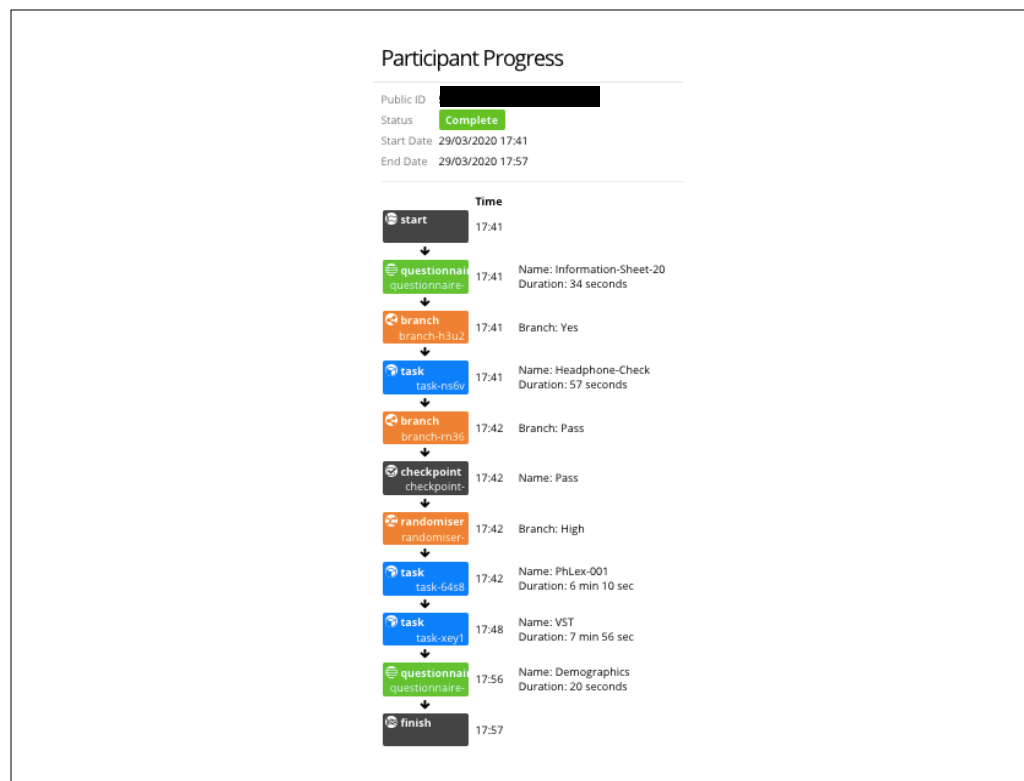 Participant Progress
Public ID
Status Complete
Start Date 29/03/2020 17:41
End Date 29/03/2020 17:57
Time
start
17:41
questionnai
questionnaire-
17:41
Name: Information-Sheet-20
Duration: 34 seconds
branch
branch-h3u2
17:41
Branch: Yes
task
task-ns6v
17:41
Name: Headphone-Check
Duration: 57 seconds
branch
branch-rn36
17:42
Branch: Pass
checkpoint
checkpoint-
17:42
Name: Pass
randomiser
randomiser-
17:42
Branch: High
task
task-64s8
17:42
Name: PhLex-001
Duration: 6 min 10 sec
task
task-xey1
17:48
Name: VST
Duration: 7 min 56 sec
questionnai
questionnaire-
17:56
Name: Demographics
Duration: 20 seconds
finish
17:57